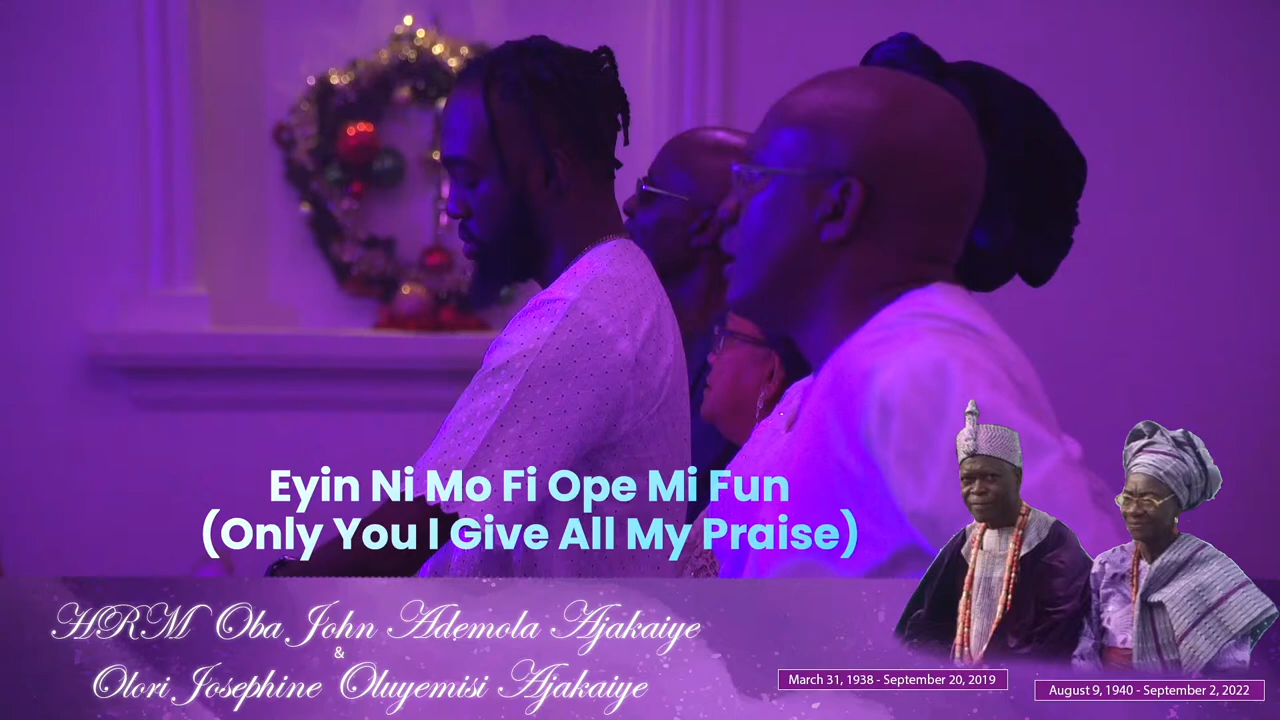 Eyin Ni Mo Fi Ope Mi Fun
(Only You I Give All My Praise)
HRM Oba John Ademola Ajakaiye
&
Olori Josephine Oluyemisi Ajakaiye
March 31, 1938 - September 20, 2019
August 9, 1940 - September 2, 2022